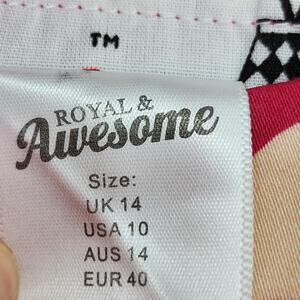 TM
ROYAL &
Awesome
Size:
UK 14
USA 10
AUS 14
EUR 40